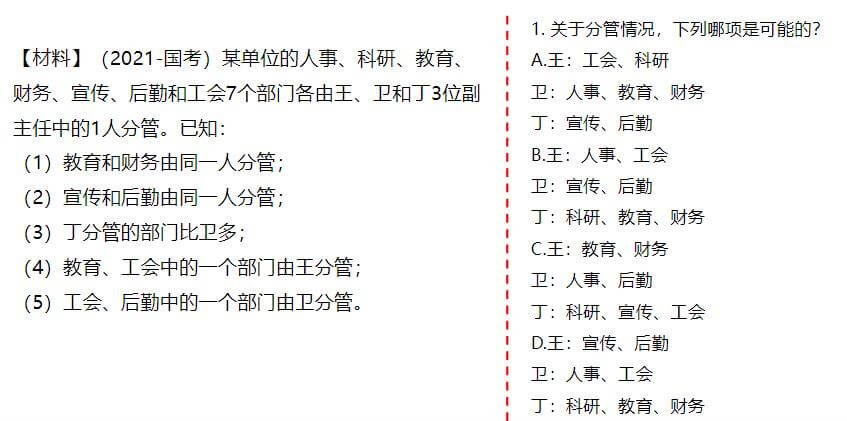 【材料】（2021-国考）某单位的人事、科研、教育、
财务、宣传、后勤和工会7个部门各由王、卫和丁3位副
主任中的1人分管。已知：
（1）教育和财务由同一人分管；
（2）宣传和后勤由同一人分管；
（3）丁分管的部门比卫多；
（4）教育、工会中的一个部门由王分管；
（5）工会、后勤中的一个部门由卫分管。
1. 关于分管情况，下列哪项是可能的？
A.王：工会、科研
卫：人事、教育、财务
丁：宣传、后勤
B.王：人事、工会
卫：宣传、后勤
丁：科研、教育、财务
C.王：教育、财务
卫：人事、后勤
丁：科研、宣传、工会
D.王：宣传、后勤
卫：人事、工会
丁：科研、教育、财务